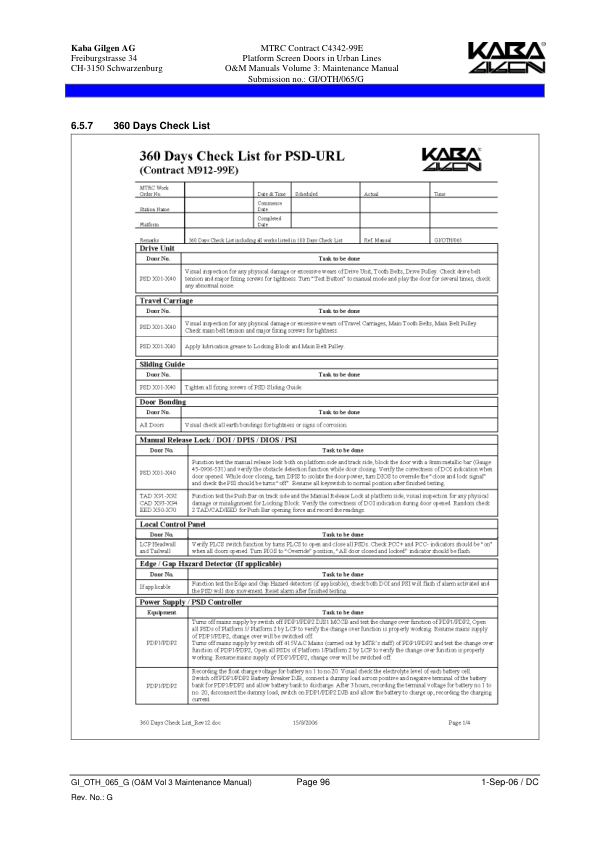 Kaba Gilgen AG
Freiburgstrasse 34
CH-3150 Schwarzenburg
MTRC Contract C4342-99E
Platform Screen Doors in Urban Lines
O&M Manuals Volume 3: Maintenance Manual
Submission no.: GI/OTH/065/G
KABA
GILGEN
6.5.7 360 Days Check List
360 Days Check List for PSD-URL
(Contract M912-99E)
KABA
GILGEN
MTRC Work
Order No. Date & Time Scheduled Actual Time
Station Name Commence
Date
Platform Completed
Date
Remarks 360 Days Check List including all works listed in 180 Days Check List Ref. Manual GI/OTH/065
Drive Unit
Door No. Task to be done
PSD X01-X40 Visual inspection for any physical damage or excessive wears of Drive Unit, Tooth Belts, Drive Pulley. Check drive belt
tension and major fixing screws for tightness. Turn "Test Button" to manual mode and play the door for several times, check
any abnormal noise.
Travel Carriage
Door No. Task to be done
PSD X01-X40 Visual inspection for any physical damage or excessive wears of Travel Carriages, Main Tooth Belts, Main Belt Pulley.
Check main belt tension and major fixing screws for tightness.
PSD X01-X40 Apply lubrication grease to Locking Block and Main Belt Pulley.
Sliding Guide
Door No. Task to be done
PSD X01-X40 Tighten all fixing screws of PSD Sliding Guide.
Door Bonding
Door No. Task to be done
All Doors Visual check all earth bondings for tightness or signs of corrosion.
Manual Release Lock / DOI / DPIS / DIOS / PSI
Door No. Task to be done
PSD X01-X40 Function test the manual release lock both on platform side and track side, block the door with a 8mm metallic bar (Gauge
45-0906-531) and verify the obstacle detection function while door closing. Verify the correctness of DOI indication when
door opened. While door closing, turn DPIS to isolate the door power, turn DIOS to override the "close and lock signal"
and check the PSI should be turns "off". Resume all keyswitch to normal position after finished testing.
TAD X91-X92
CAD X93-X94
EED X50-X70
Function test the Push Bar on track side and the Manual Release Lock at platform side, visual inspection for any physical
damage or misalignment for Locking Block. Verify the correctness of DOI indication during door opened. Random check
2 TAD/CAD/EED for Push Bar opening force and record the readings.
Local Control Panel
Door No. Task to be done
LCP Headwall
and Tailwall
Verify PLCS switch function by turns PLCS to open and close all PSDs. Check PCC+ and PCC- indicators should be "on"
when all doors opened. Turn PIOS to "Override" position, "All door closed and locked" indicator should be flash.
Edge / Gap Hazard Detector (If applicable)
Door No. Task to be done
If applicable Function test the Edge and Gap Hazard detectors (if applicable), check both DOI and PSI will flash if alarm activated and
the PSD will stop movement. Reset alarm after finished testing.
Power Supply / PSD Controller
Equipment Task to be done
PDP1/PDP2 Turns off mains supply by switch off PDP1/PDP2 DJB1 MCCB and test the change over function of PDP1/PDP2, Open
all PSDs of Platform 1/ Platform 2 by LCP to verify the change over function is properly working. Resume mains supply
of PDP1/PDP2, change over will be switched off.
Turns off mains supply by switch off 415VAC Mains (carried out by MTR's staff) of PDP1/PDP2 and test the change over
function of PDP1/PDP2, Open all PSDs of Platform 1/Platform 2 by LCP to verify the change over function is properly
working. Resume mains supply of PDP1/PDP2, change over will be switched off.
PDP1/PDP2 Recording the float charge voltage for battery no.1 to no.20. Visual check the electrolyte level of each battery cell.
Switch off PDP1/PDP2 Battery Breaker DJB, connect a dummy load across positive and negative terminal of the battery
bank for PDP1/PDP2 and allow battery bank to discharge. After 3 hours, recording the terminal voltage for battery no.1 to
no. 20, disconnect the dummy load, switch on PDP1/PDP2 DJB and allow the battery to charge up, recording the charging
current.
360 Days Check List_Rev12.doc 15/8/2006 Page 1/4
GI_OTH_065_G (O&M Vol 3 Maintenance Manual) Page 96 1-Sep-06 / DC
Rev. No.: G